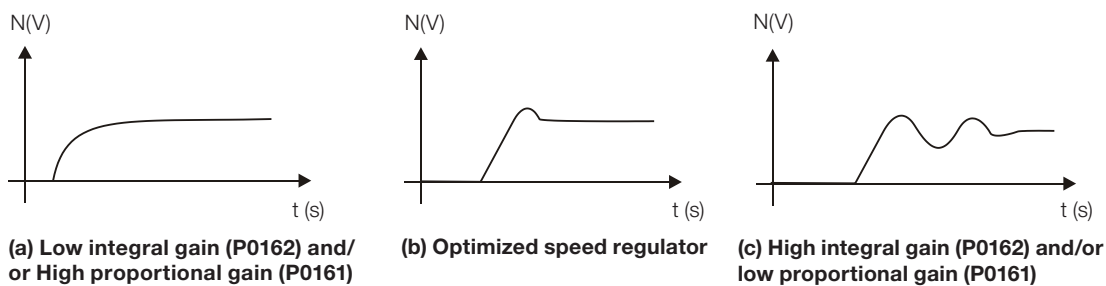 N(V)
t (s)
(a) Low integral gain (P0162) and/
or High proportional gain (P0161)
N(V)
t (s)
(b) Optimized speed regulator
N(V)
t (s)
(c) High integral gain (P0162) and/or
low proportional gain (P0161)